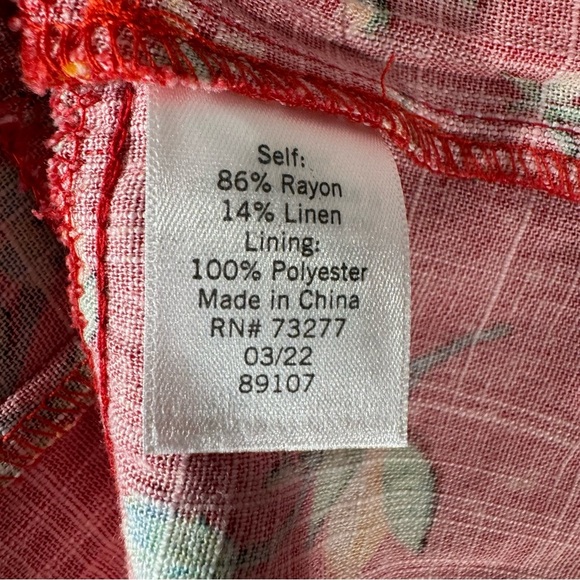 Self:
86% Rayon
14% Linen
Lining:
100% Polyester
Made in China
RN# 73277
03/22
89107